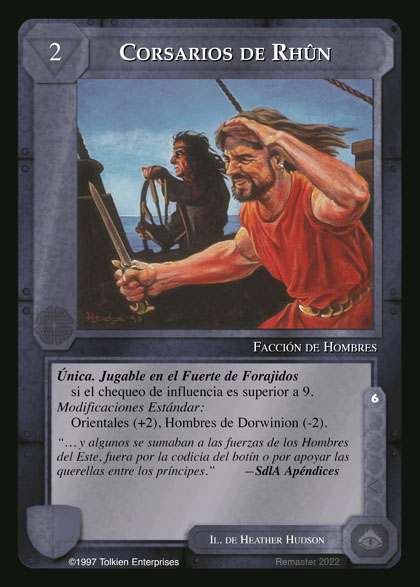 2
CORSARIOS DE RHÛN
HHudson '97
FACCIÓN DE HOMBRES
Única. Jugable en el Fuerte de Forajidos
si el chequeo de influencia es superior a 9.
Modificaciones Estándar:
Orientales (+2), Hombres de Dorwinion (-2).
6
“… y algunos se sumaban a las fuerzas de los Hombres
del Este, fuera por la codicia del botín o por apoyar las
querellas entre los príncipes.” —SdlA Apéndices
IL. DE HEATHER HUDSON
©1997 Tolkien Enterprises
Remaster 2022